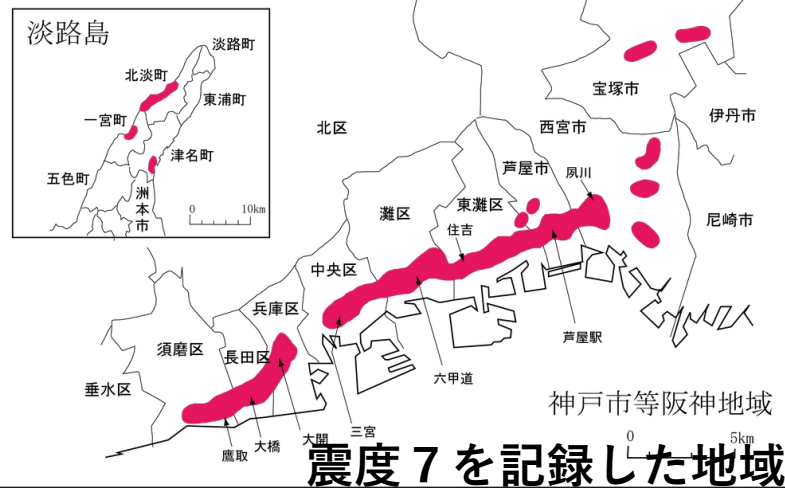 淡路島
淡路町
北淡町
東浦町
一宮町
津名町
五色町
洲本市
0 10km
宝塚市
伊丹市
北区
西宮市
芦屋市
夙川
東灘区
灘区
住吉
尼崎市
中央区
兵庫区
須磨区
長田区
芦屋駅
六甲道
垂水区
神戸市等阪神地域
三宮
大開
大橋
鷹取
0 5km
震度７を記録した地域